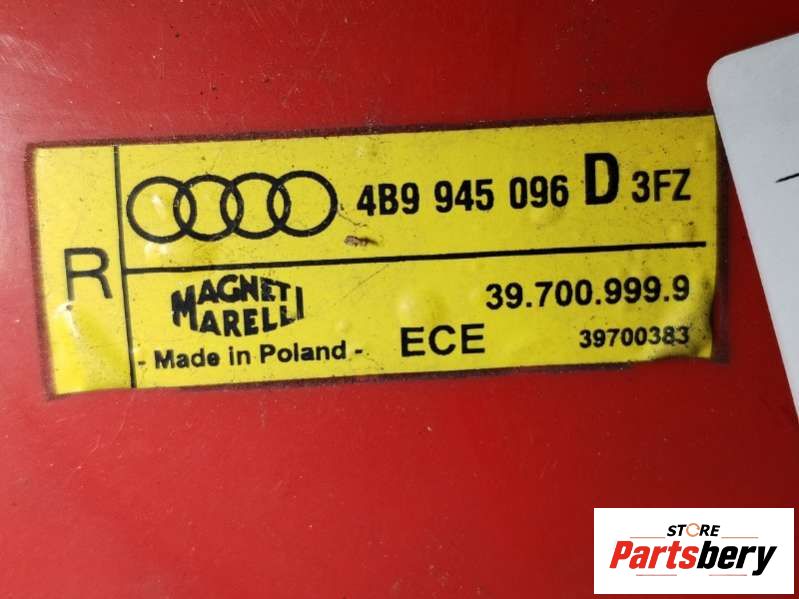 R
4B9 945 096 D 3FZ
MAGNETI
MARELLI
39.700.999.9
- Made in Poland - ECE 39700383
STORE
Partsbery